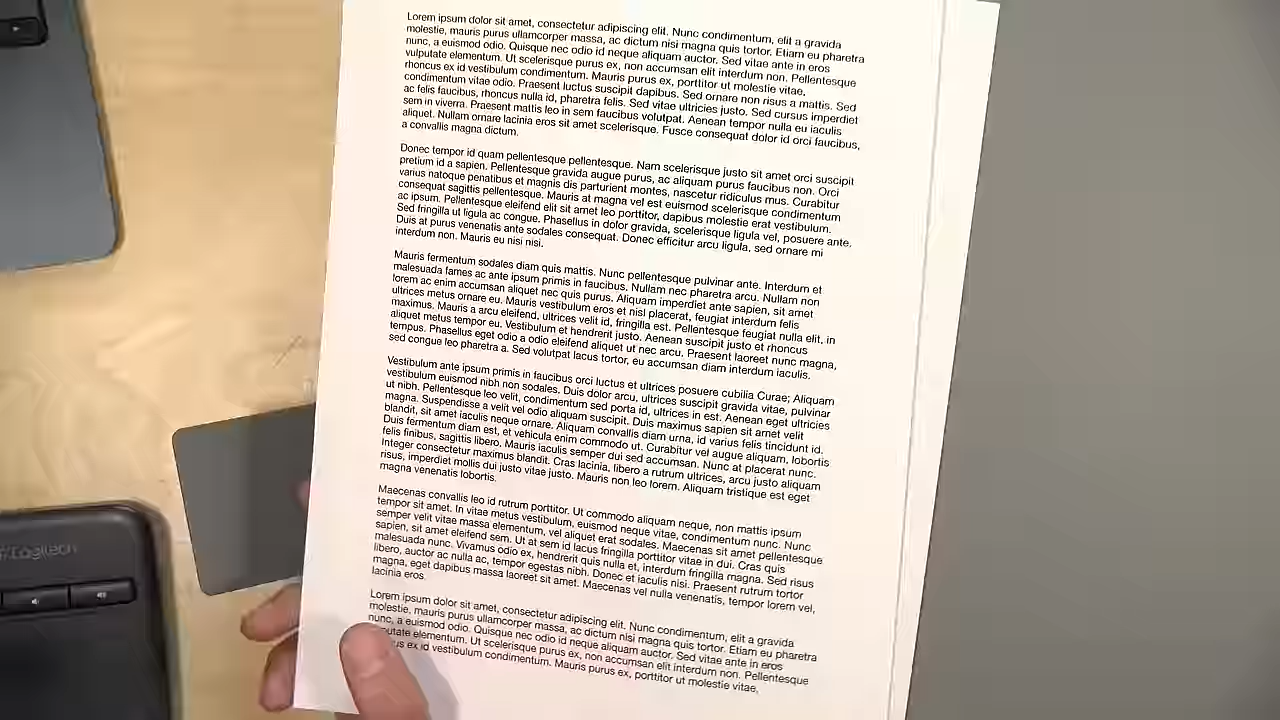 Lorem ipsum dolor sit amet, consectetur adipiscing elit. Nunc condimentum, elit a gravida
molestie, mauris purus ullamcorper massa, ac dictum nisi magna quis tortor. Etiam eu pharetra
nunc, a euismod odio. Quisque nec odio id neque aliquam auctor. Sed vitae ante in eros
vulputate elementum. Ut scelerisque purus ex, non accumsan elit interdum non. Pellentesque
rhoncus ex id vestibulum condimentum. Mauris purus ex, porttitor ut molestie vitae,
condimentum vitae odio. Praesent luctus suscipit dapibus. Sed ornare non risus a mattis. Sed
ac felis faucibus, rhoncus nulla id, pharetra felis. Sed vitae ultricies justo. Sed cursus imperdiet
sem in viverra. Praesent mattis leo in sem faucibus volutpat. Aenean tempor nulla eu iaculis
aliquet. Nullam ornare lacinia eros sit amet scelerisque. Fusce consequat dolor id orci faucibus,
a convallis magna dictum.
Donec tempor id quam pellentesque pellentesque. Nam scelerisque justo sit amet orci suscipit
pretium id a sapien. Pellentesque gravida augue purus, ac aliquam purus faucibus non. Orci
varius natoque penatibus et magnis dis parturient montes, nascetur ridiculus mus. Curabitur
consequat sagittis pellentesque. Mauris at magna vel est euismod scelerisque condimentum
ac ipsum. Pellentesque eleifend elit sit amet leo porttitor, dapibus molestie erat vestibulum.
Sed fringilla ut ligula ac congue. Phasellus in dolor gravida, scelerisque ligula vel, posuere ante.
Duis at purus venenatis ante sodales consequat. Donec efficitur arcu ligula, sed ornare mi
interdum non. Mauris eu nisi nisi.
Mauris fermentum sodales diam quis mattis. Nunc pellentesque pulvinar ante. Interdum et
malesuada fames ac ante ipsum primis in faucibus. Nullam nec pharetra arcu. Nullam non
lorem ac enim accumsan aliquet nec quis purus. Aliquam imperdiet ante sapien, sit amet
ultrices metus ornare eu. Mauris vestibulum eros et nisl placerat, feugiat interdum felis
maximus. Mauris a arcu eleifend, ultrices velit id, fringilla est. Pellentesque feugiat nulla elit, in
aliquet metus tempor eu. Vestibulum et hendrerit justo. Aenean suscipit justo et rhoncus
tempus. Phasellus eget odio a odio eleifend aliquet ut nec arcu. Praesent laoreet nunc magna,
sed congue leo pharetra a. Sed volutpat lacus tortor, eu accumsan diam interdum iaculis.
Vestibulum ante ipsum primis in faucibus orci luctus et ultrices posuere cubilia Curae; Aliquam
vestibulum euismod nibh non sodales. Duis dolor arcu, ultrices suscipit gravida vitae, pulvinar
ut nibh. Pellentesque leo velit, condimentum sed porta id, ultrices in est. Aenean eget ultricies
magna. Suspendisse a velit vel odio aliquam suscipit. Duis maximus sapien sit amet velit
blandit, sit amet iaculis neque ornare. Aliquam convallis diam urna, id varius felis tincidunt id.
Duis fermentum diam est, et vehicula enim commodo ut. Curabitur vel augue aliquam, lobortis
felis finibus, sagittis libero. Mauris iaculis semper dui sed accumsan. Nunc at placerat nunc.
Integer consectetur maximus blandit. Cras lacinia, libero a rutrum ultrices, arcu justo aliquam
risus, imperdiet mollis dui justo vitae justo. Mauris non leo lorem. Aliquam tristique est eget
magna venenatis lobortis.
Maecenas convallis leo id rutrum porttitor. Ut commodo aliquam neque, non mattis ipsum
tempor sit amet. In vitae metus vestibulum, euismod neque vitae, condimentum nunc. Nunc
semper velit vitae massa elementum, vel aliquet erat sodales. Maecenas sit amet pellentesque
sapien, sit amet eleifend sem. Ut at sem id lacus fringilla porttitor vitae in dui. Cras quis
malesuada nunc. Vivamus odio ex, hendrerit quis nulla et, interdum fringilla magna. Sed risus
libero, auctor ac nulla ac, tempor egestas nibh. Donec et iaculis nisi. Praesent rutrum tortor
magna, eget dapibus massa laoreet sit amet. Maecenas vel nulla venenatis, tempor lorem vel,
lacinia eros.
Lorem ipsum dolor sit amet, consectetur adipiscing elit. Nunc condimentum, elit a gravida
molestie, mauris purus ullamcorper massa, ac dictum nisi magna quis tortor. Etiam eu pharetra
nunc, a euismod odio. Quisque nec odio id neque aliquam auctor. Sed vitae ante in eros
elementum. Ut scelerisque purus ex, non accumsan elit interdum non. Pellentesque
ex id vestibulum condimentum. Mauris purus ex, porttitor ut molestie vitae,
Logitech